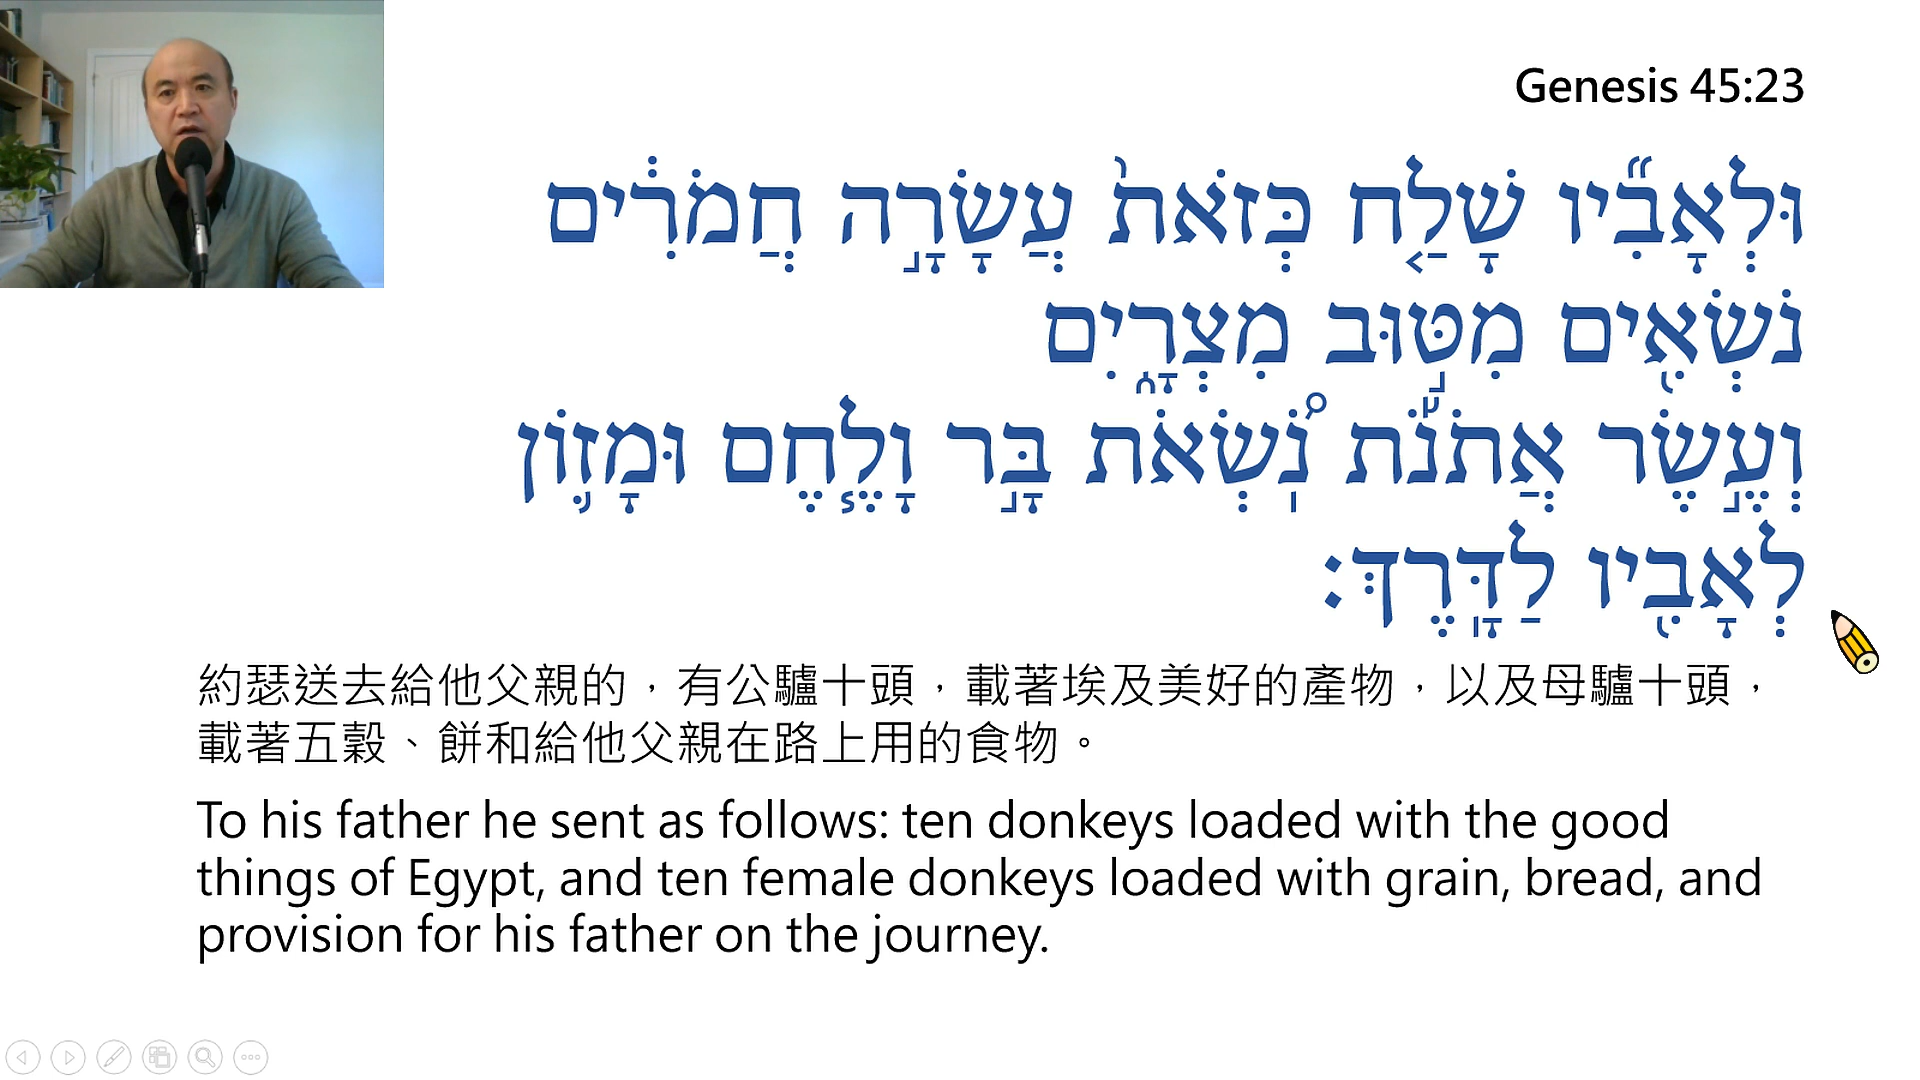 Genesis 45:23
וּלְאָבִ֞יו שָׁלַ֤ח כְּזֹאת֙ עֲשָׂרָ֣ה חֲמֹרִ֔ים
נֹשְׂאִ֖ים מִטּ֣וּב מִצְרָ֑יִם
וְעֶ֣שֶׂר אֲתֹנֹ֡ת נֹֽ֠שְׂאֹת בָּ֣ר וָלֶ֧חֶם וּמָז֛וֹן
לְאָבִ֖יו לַדָּֽרֶךְ׃
約瑟送去給他父親的，有公驢十頭，載著埃及美好的產物，以及母驢十頭，
載著五穀、餅和給他父親在路上用的食物。
To his father he sent as follows: ten donkeys loaded with the good
things of Egypt, and ten female donkeys loaded with grain, bread, and
provision for his father on the journey.